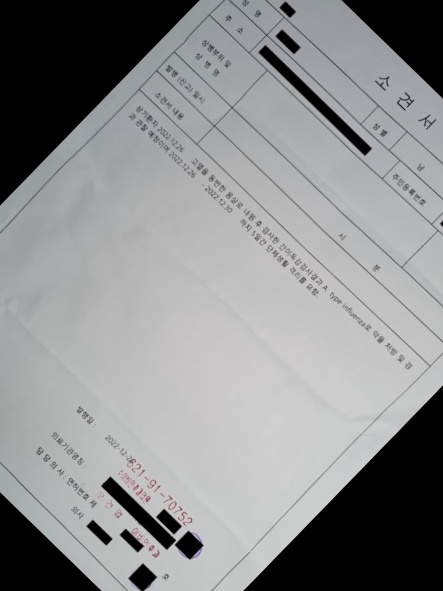 소 견 서
성 명
주 소
성 별 남
주민등록번호
상병부위 및
상 병 명
발병 (신고) 일시
시 분
소견서 내용
상기환자 2022.12.26 고열을 동반한 몸살로 내원 후 검사한 간이독감검사결과 A type influenza로 약물 처방 및 경
과 관찰 예정이며 2022.12.26 - 2022.12.30 까지 5일간 단체생활 격리를 요함
발행일 : 2022-12-26
621-91-70752
의료기관명칭 :
담 당 의 사 : 면허번호 제 호
의사